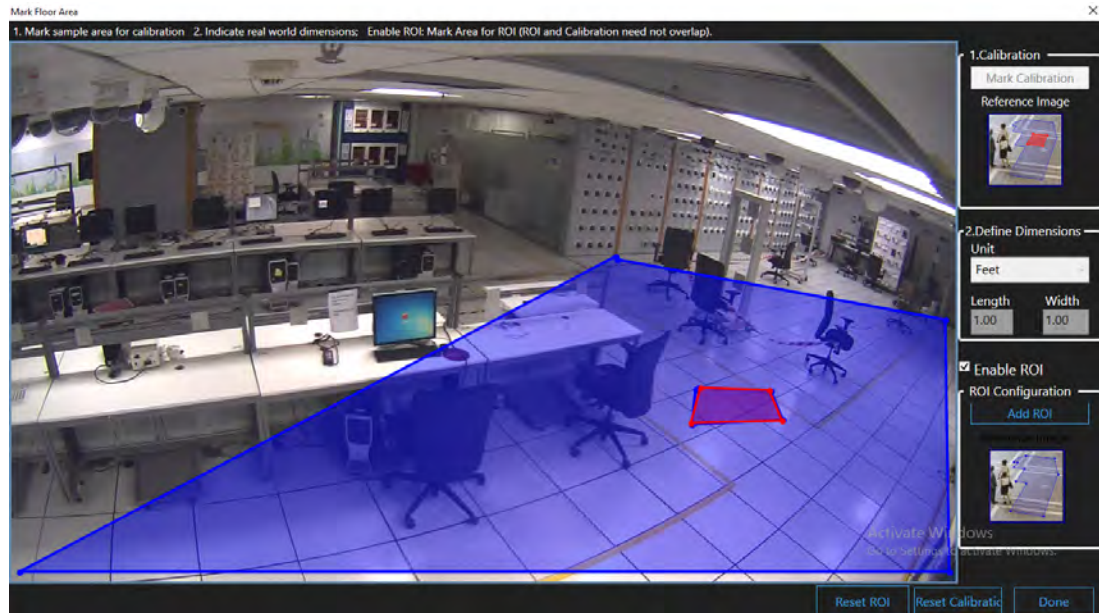 Mark Floor Area
1. Mark sample area for calibration 2. Indicate real world dimensions; Enable ROI: Mark Area for ROI (ROI and Calibration need not overlap).
1.Calibration
Mark Calibration
Reference Image
2.Define Dimensions
Unit
Feet
Length Width
1.00 1.00
Enable ROI
ROI Configuration
Add ROI
Reference Image
Activate Windows
Go to Settings to activate Windows.
Reset ROI Reset Calibratic Done